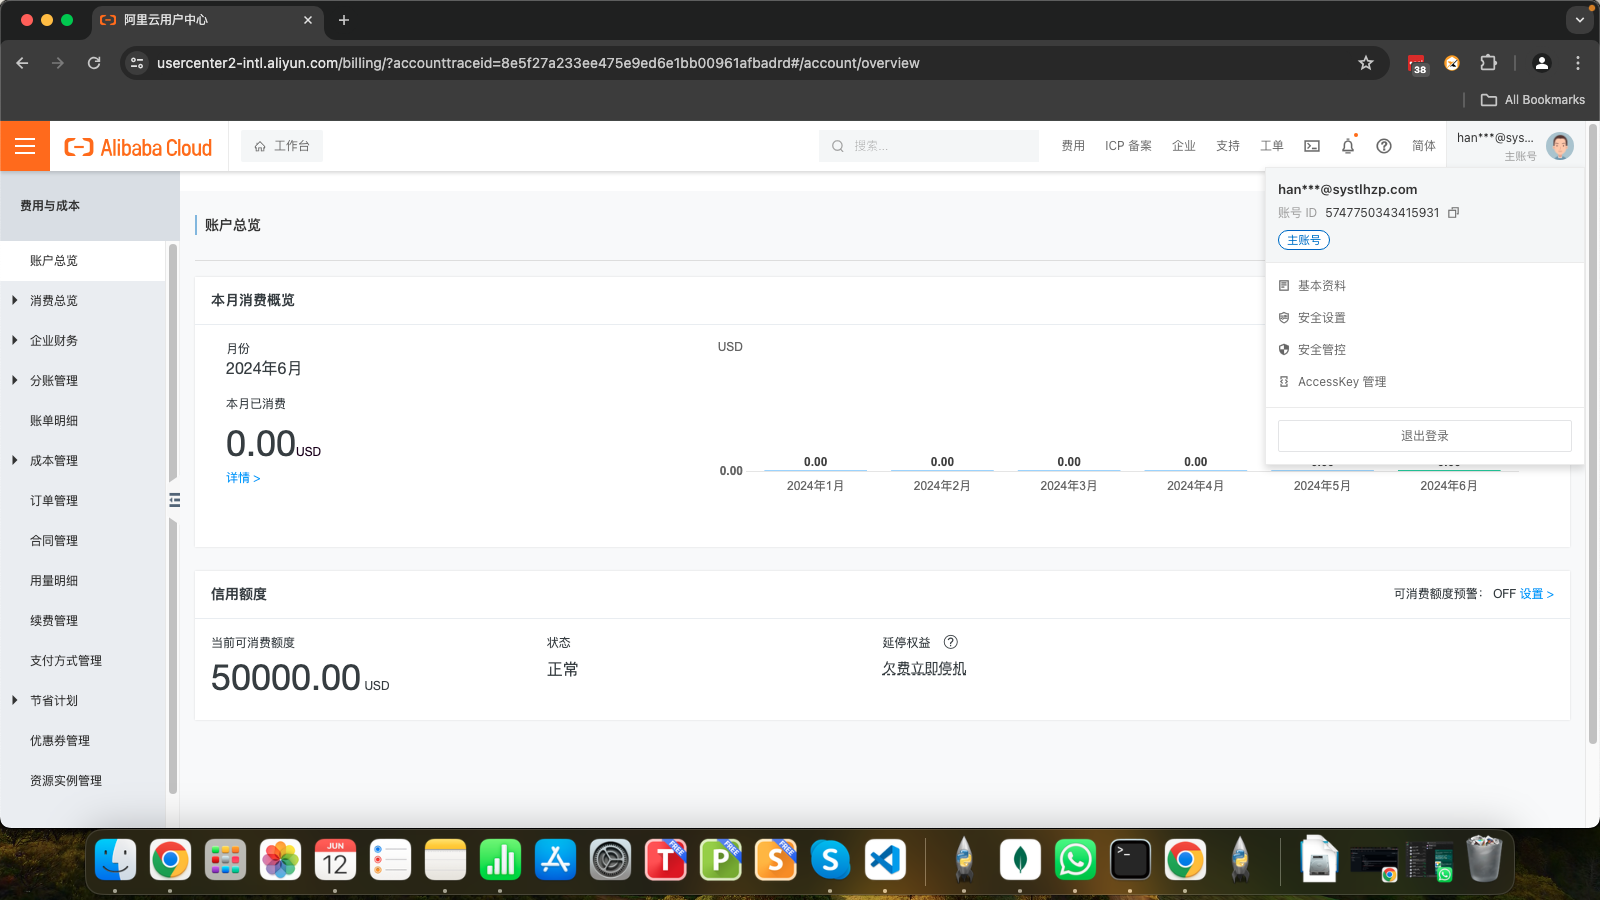 阿里云用户中心
usercenter2-intl.aliyun.com/billing/?accounttraceid=8e5f27a233ee475e9ed6e1bb00961afbadrd#/account/overview
38
All Bookmarks
Alibaba Cloud
工作台
搜索...
费用
ICP 备案
企业
支持
工单
简体
han***@sys...
主账号
han***@systlhzp.com
账号 ID 5747750343415931
主账号
基本资料
安全设置
安全管控
AccessKey 管理
退出登录
费用与成本
账户总览
消费总览
企业财务
分账管理
账单明细
成本管理
订单管理
合同管理
用量明细
续费管理
支付方式管理
节省计划
优惠券管理
资源实例管理
账户总览
本月消费概览
月份
2024年6月
本月已消费
0.00USD
详情 >
USD
0.00
0.00 0.00 0.00 0.00
2024年1月 2024年2月 2024年3月 2024年4月 2024年5月 2024年6月
信用额度
可消费额度预警： OFF 设置 >
当前可消费额度
50000.00 USD
状态
正常
延停权益
欠费立即停机
JUN
12
T FREE
P FREE
S FREE
S
>_